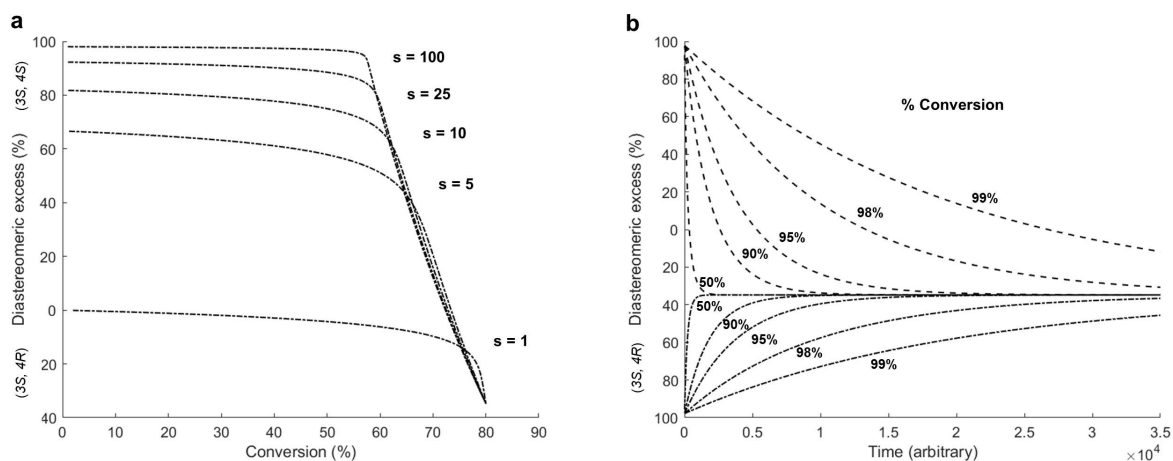 a
Diastereomeric excess (%)
(3S, 4S)
(3S, 4R)
100
80
60
40
20
0
20
40
s = 100
s = 25
s = 10
s = 5
s = 1
0 10 20 30 40 50 60 70 80 90
Conversion (%)
b
Diastereomeric excess (%)
(3S, 4R)
100
80
60
40
20
0
20
40
60
80
100
% Conversion
99%
98%
95%
90%
50%
50%
90%
95%
98%
99%
0 0.5 1 1.5 2 2.5 3 3.5
Time (arbitrary)
×10⁴